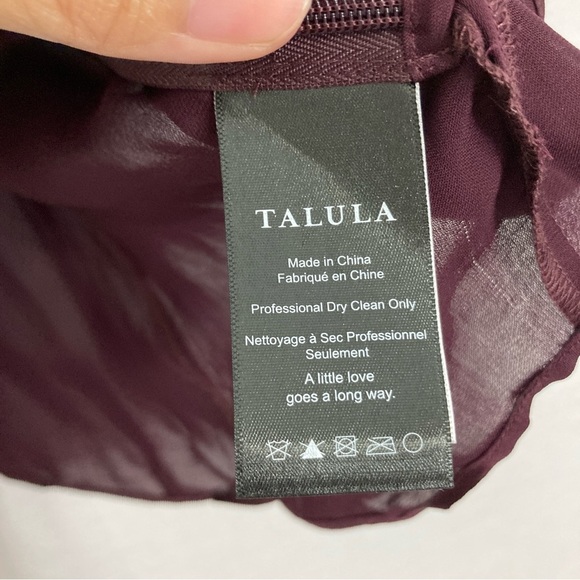 TALULA
Made in China
Fabriqué en Chine
Professional Dry Clean Only
Nettoyage à Sec Professionnel
Seulement
A little love
goes a long way.